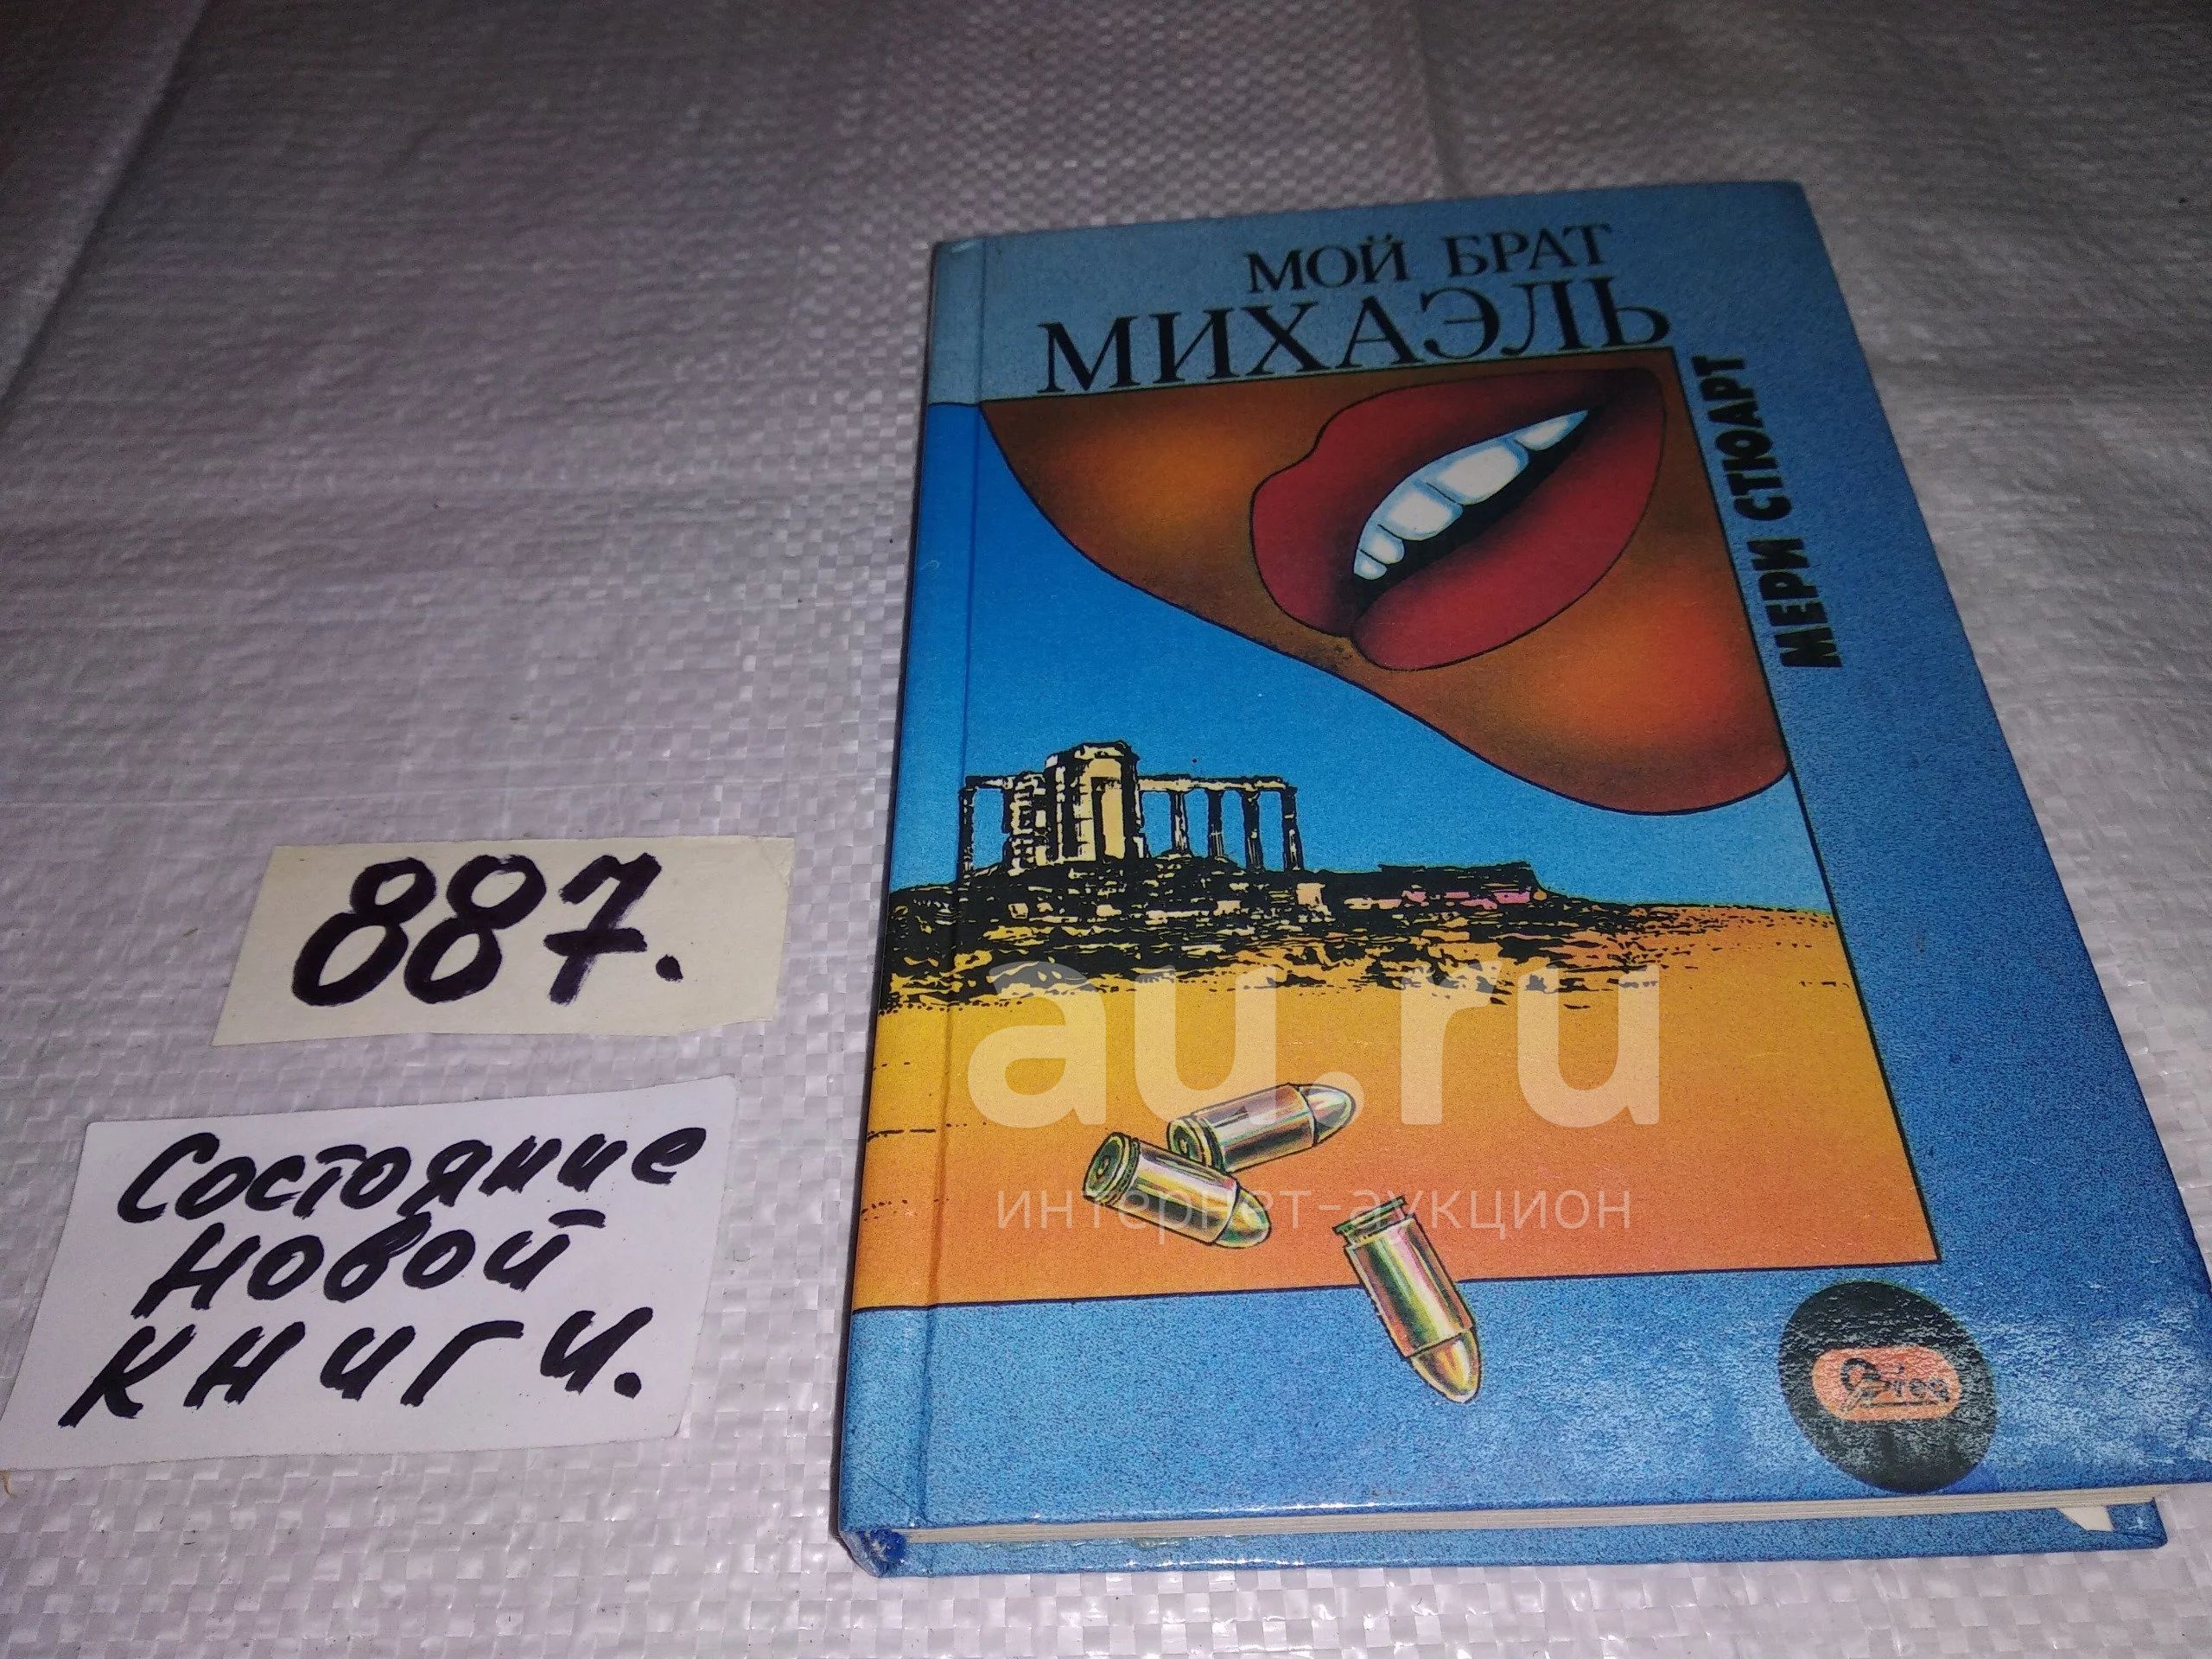 МОЙ БРАТ
МИХАЭЛЬ
МЕРИ СТЮАРТ
887.
Состояние
новой
книги.
au.ru
интернет-аукцион